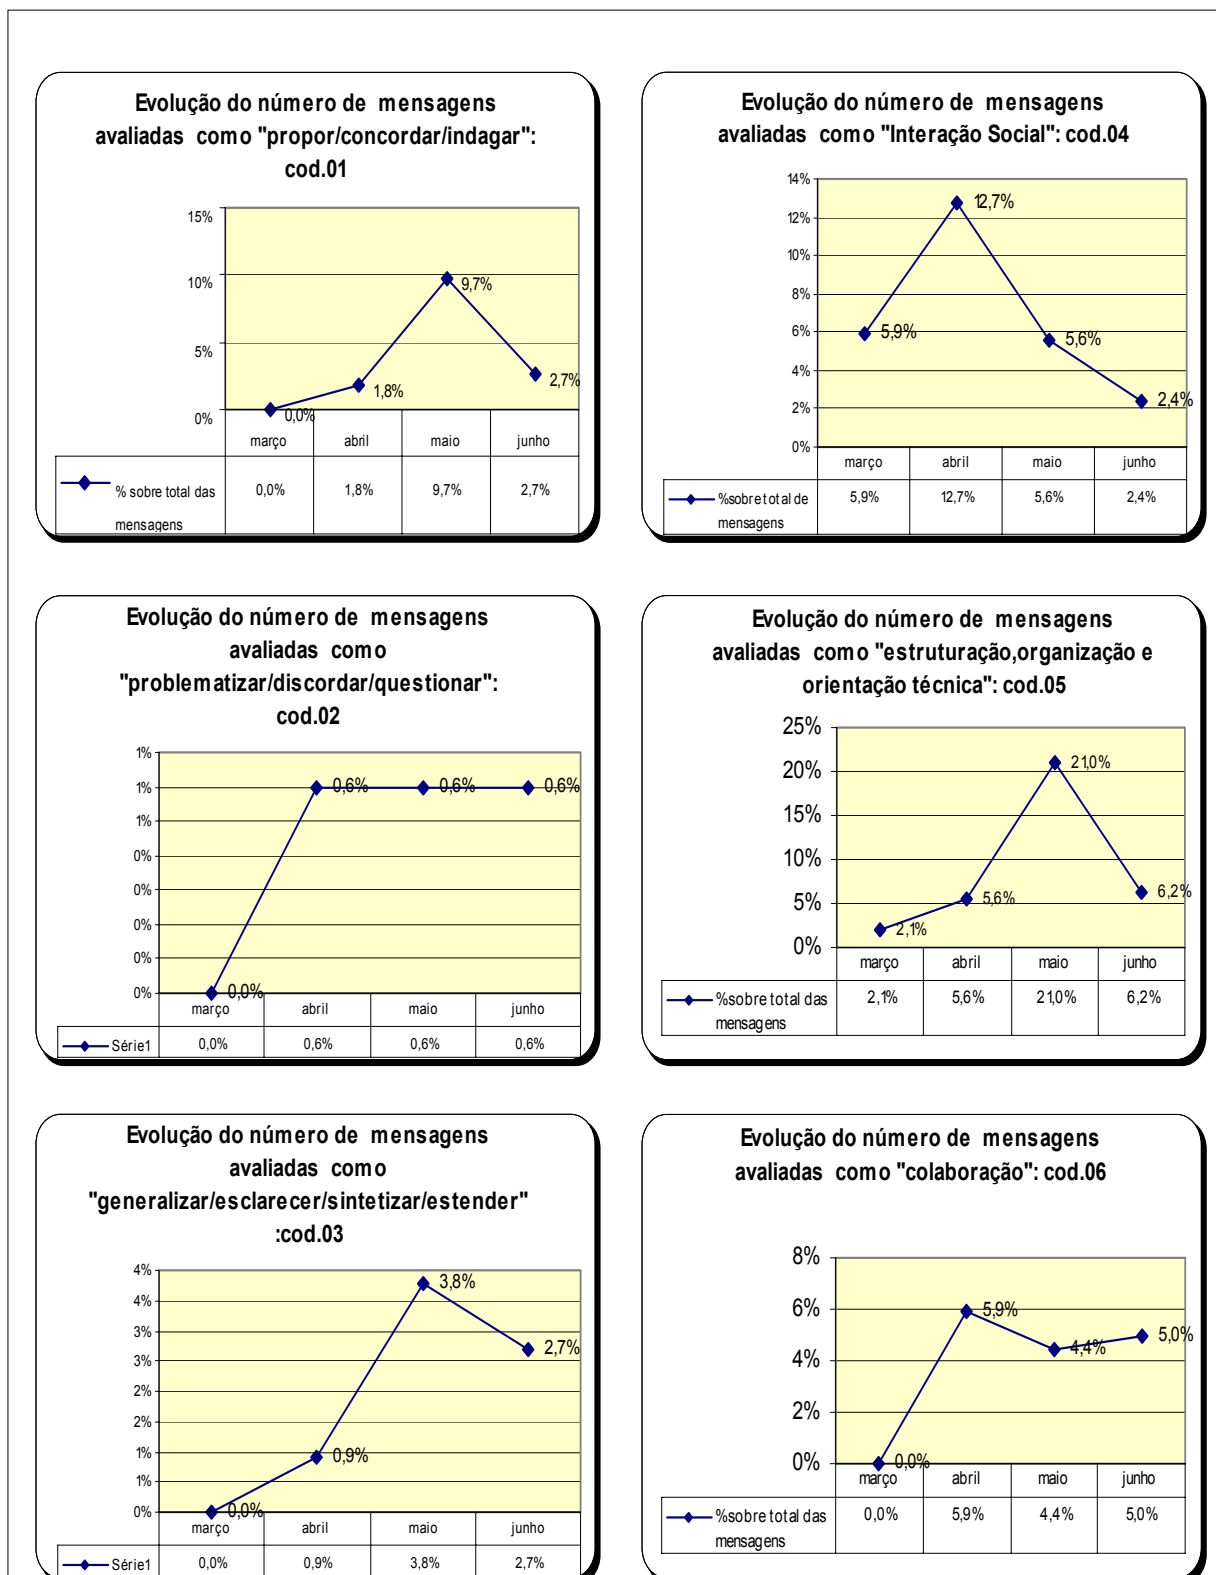 Evolução do número de mensagens
avaliadas como "propor/concordar/indagar":
cod.01
15%
10%
5%
0%
9,7%
2,7%
1,8%
0,0%
março abril maio junho
% sobre total das
mensagens
0,0% 1,8% 9,7% 2,7%
Evolução do número de mensagens
avaliadas como "Interação Social": cod.04
14%
12%
10%
8%
6%
4%
2%
0%
12,7%
5,9%
5,6%
2,4%
março abril maio junho
%sobre total de
mensagens
5,9% 12,7% 5,6% 2,4%
Evolução do número de mensagens
avaliadas como
"problematizar/discordar/questionar":
cod.02
1%
1%
1%
0%
0%
0%
0%
0%
0,6% 0,6% 0,6%
0,0%
março abril maio junho
Série1 0,0% 0,6% 0,6% 0,6%
Evolução do número de mensagens
avaliadas como "estruturação,organização e
orientação técnica": cod.05
25%
20%
15%
10%
5%
0%
21,0%
6,2%
5,6%
2,1%
março abril maio junho
%sobre total das
mensagens
2,1% 5,6% 21,0% 6,2%
Evolução do número de mensagens
avaliadas como
"generalizar/esclarecer/sintetizar/estender"
:cod.03
4%
4%
3%
3%
2%
2%
1%
1%
0%
3,8%
2,7%
0,9%
0,0%
março abril maio junho
Série1 0,0% 0,9% 3,8% 2,7%
Evolução do número de mensagens
avaliadas como "colaboração": cod.06
8%
6%
4%
2%
0%
5,9%
5,0%
4,4%
0,0%
março abril maio junho
%sobre total das
mensagens
0,0% 5,9% 4,4% 5,0%